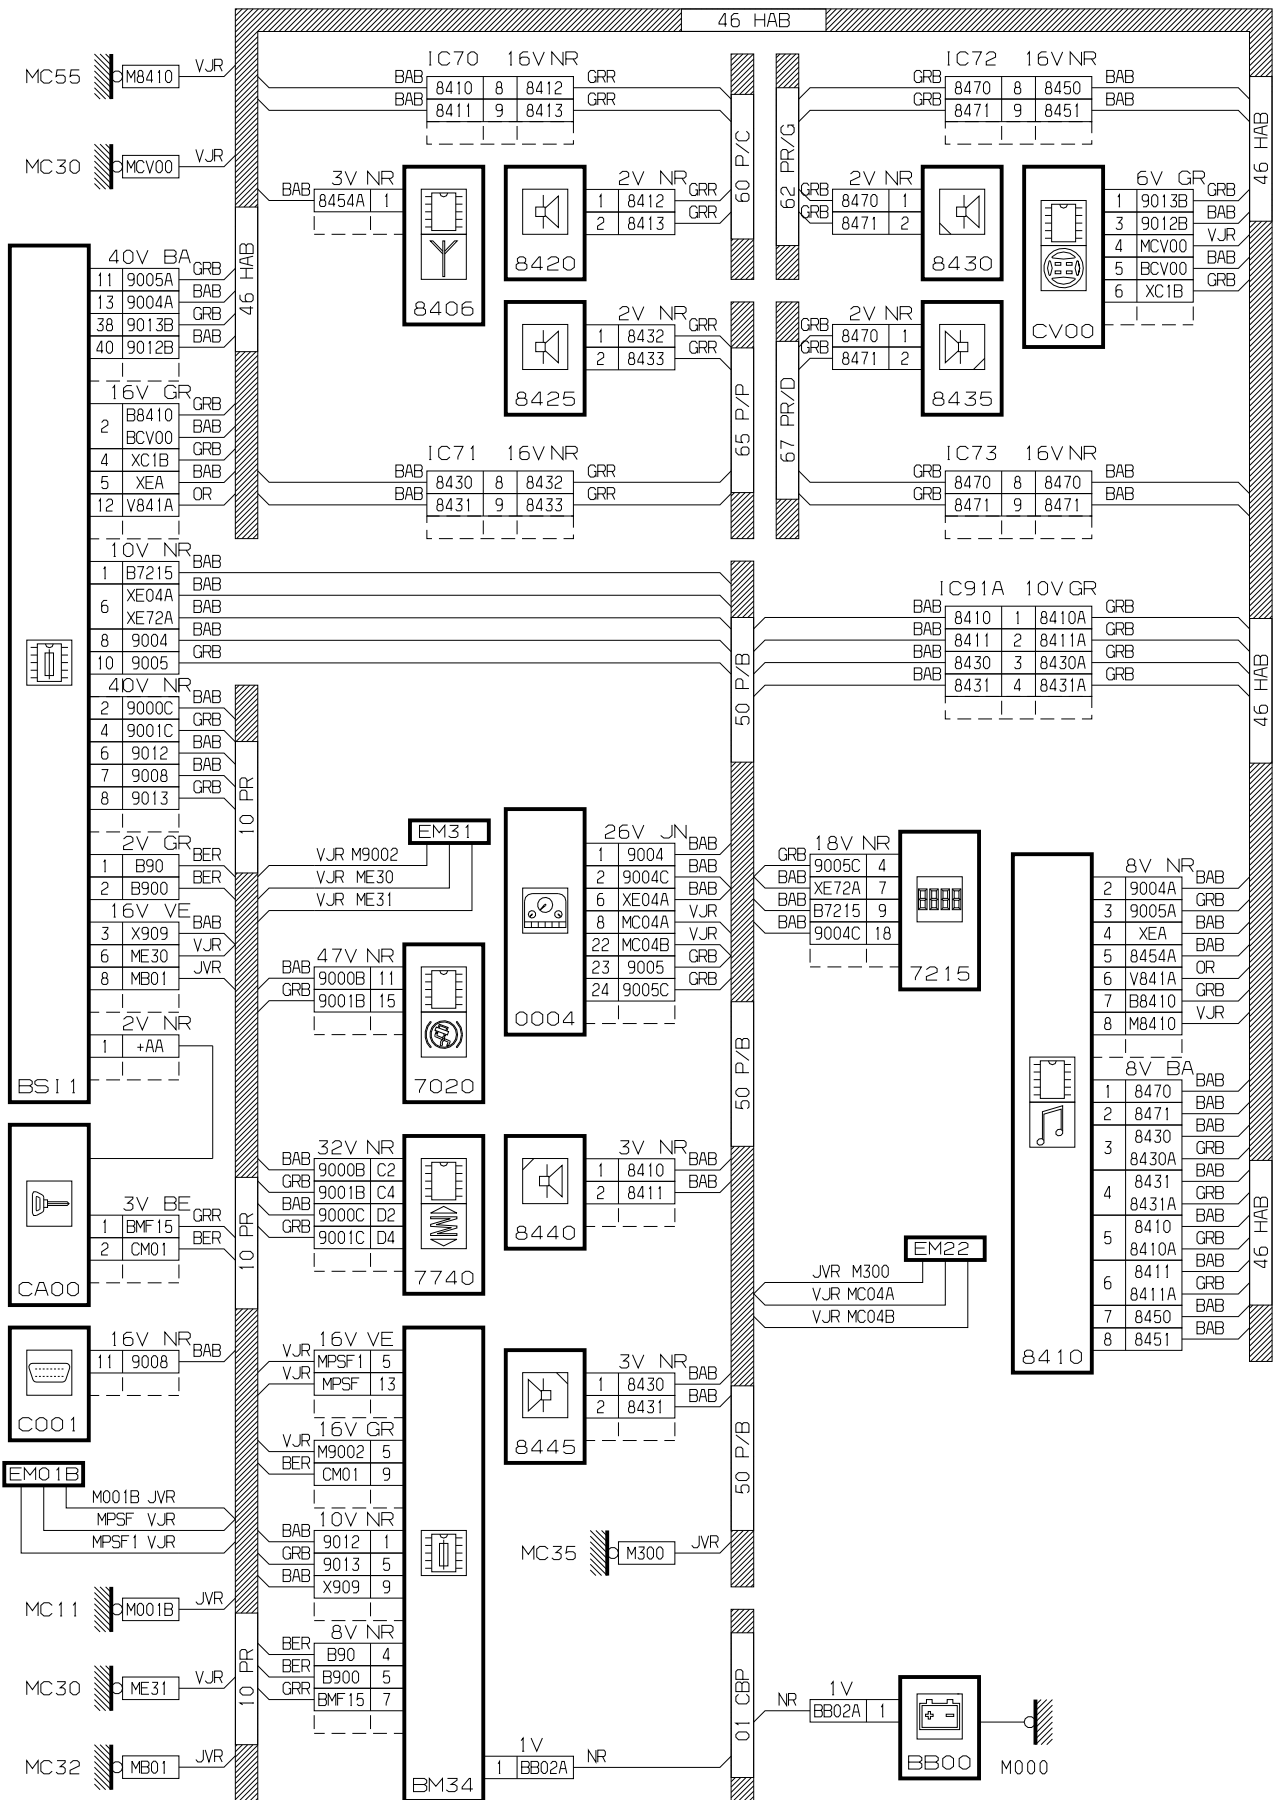 46 HAB
MC55 M8410 VJR
MC30 MCV00 VJR
IC70 16V NR
BAB 8410 8 8412 GRR
BAB 8411 9 8413 GRR
60 P/C
62 PR/G
IC72 16V NR
GRB 8470 8 8450 BAB
GRB 8471 9 8451 BAB
46 HAB
3V NR
BAB 8454A 1
8406
2V NR
1 8412 GRR
2 8413 GRR
8420
2V NR
GRB 8470 1
GRB 8471 2
8430
6V GR
1 9013B GRB
3 9012B BAB
4 MCV00 VJR
5 BCV00 BAB
6 XC1B GRB
CV00
46 HAB
40V BA
11 9005A GRB
13 9004A BAB
38 9013B GRB
40 9012B BAB
16V GR
2 B8410 GRB
BCV00 BAB
4 XC1B GRB
5 XEA BAB
12 V841A OR
2V NR
1 8432 GRR
2 8433 GRR
8425
65 P/P
67 PR/D
2V NR
GRB 8470 1
GRB 8471 2
8435
IC71 16V NR
BAB 8430 8 8432 GRR
BAB 8431 9 8433 GRR
IC73 16V NR
GRB 8470 8 8470 BAB
GRB 8471 9 8471 BAB
10V NR
1 B7215 BAB
6 XE04A BAB
XE72A BAB
8 9004 BAB
10 9005 GRB
50 P/B
IC91A 10V GR
BAB 8410 1 8410A GRB
BAB 8411 2 8411A GRB
BAB 8430 3 8430A GRB
BAB 8431 4 8431A GRB
46 HAB
40V NR
2 9000C BAB
4 9001C GRB
6 9012 BAB
7 9008 BAB
8 9013 GRB
10 PR
2V GR
1 B90 BER
2 B900 BER
16V VE
3 X909 BAB
6 ME30 VJR
8 MB01 JVR
2V NR
1 +AA
BSI1
EM31
VJR M9002
VJR ME30
VJR ME31
47V NR
BAB 9000B 11
GRB 9001B 15
7020
26V JN
1 9004 BAB
2 9004C BAB
6 XE04A BAB
8 MC04A VJR
22 MC04B VJR
23 9005 GRB
24 9005C GRB
0004
18V NR
GRB 9005C 4
BAB XE72A 7
BAB B7215 9
BAB 9004C 18
7215
50 P/B
8V NR
2 9004A BAB
3 9005A GRB
4 XEA BAB
5 8454A BAB
6 V841A OR
7 B8410 GRB
8 M8410 VJR
8V BA
1 8470 BAB
2 8471 BAB
3 8430 BAB
8430A GRB
4 8431 BAB
8431A GRB
5 8410 BAB
8410A GRB
6 8411 BAB
8411A GRB
7 8450 BAB
8 8451 BAB
8410
46 HAB
3V BE
1 BMF15 GRR
2 CM01 BER
CA00
10 PR
32V NR
BAB 9000B C2
GRB 9001B C4
BAB 9000C D2
GRB 9001C D4
7740
3V NR
1 8410 BAB
2 8411 BAB
8440
EM22
JVR M300
VJR MC04A
VJR MC04B
16V NR
11 9008 BAB
C001
16V VE
VJR MPSF1 5
VJR MPSF 13
16V GR
VJR M9002 5
BER CM01 9
10V NR
BAB 9012 1
GRB 9013 5
BAB X909 9
8V NR
BER B90 4
BER B900 5
GRR BMF15 7
BM34
1V
1 BB02A NR
3V NR
1 8430 BAB
2 8431 BAB
8445
50 P/B
EM01B
M001B JVR
MPSF VJR
MPSF1 VJR
MC35 M300 JVR
MC11 M001B JVR
MC30 ME31 VJR
MC32 MB01 JVR
10 PR
01 CBP
1V
NR BB02A 1
+ -
BB00
M000